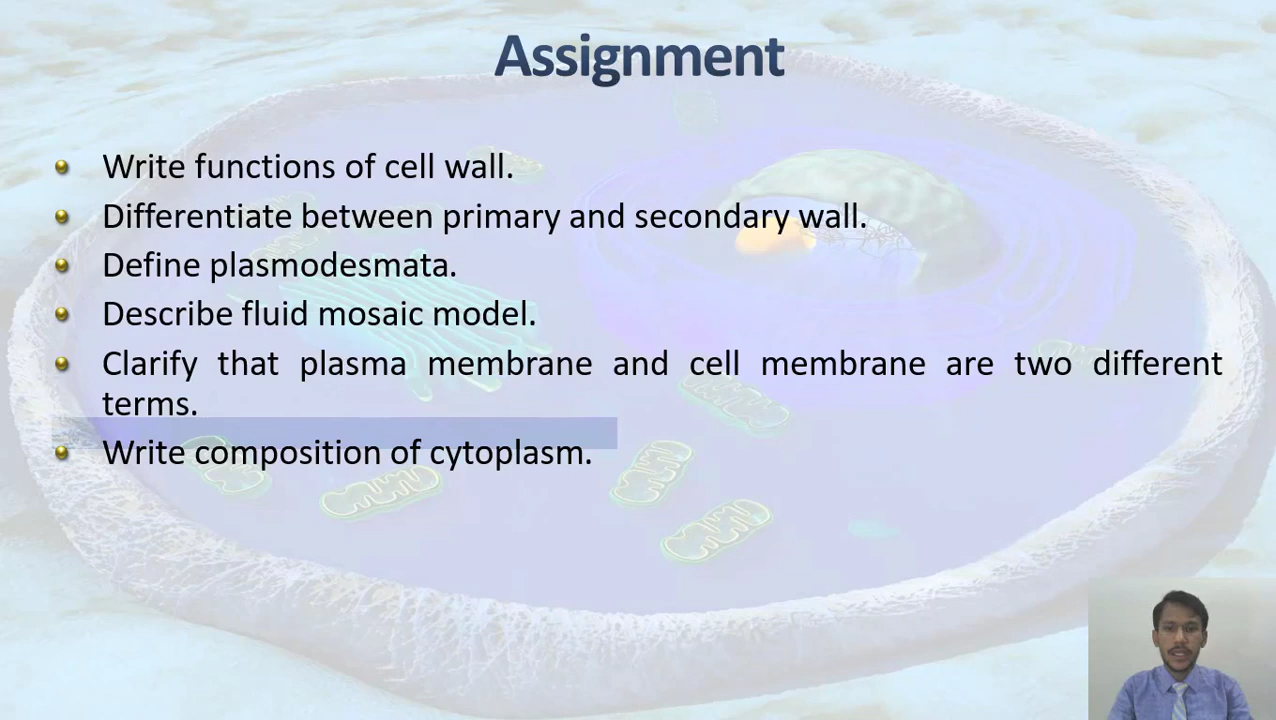 Assignment
Write functions of cell wall.
Differentiate between primary and secondary wall.
Define plasmodesmata.
Describe fluid mosaic model.
Clarify that plasma membrane and cell membrane are two different
terms.
Write composition of cytoplasm.